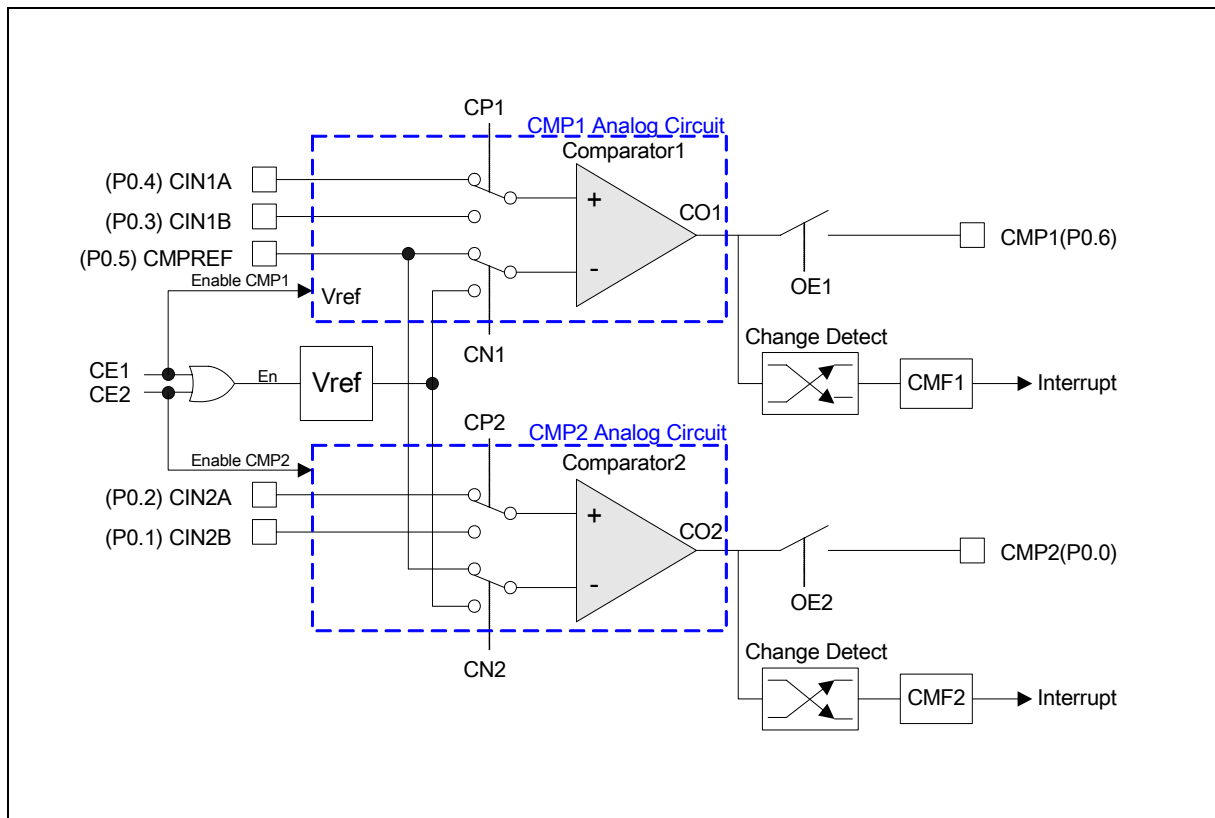 CP1
CMP1 Analog Circuit
Comparator1
(P0.4) CIN1A
+
CO1
(P0.3) CIN1B
CMP1(P0.6)
(P0.5) CMPREF
-
Enable CMP1
Vref
OE1
Change Detect
CN1
CE1
En
Vref
CMF1
Interrupt
CE2
CP2
CMP2 Analog Circuit
Enable CMP2
Comparator2
(P0.2) CIN2A
+
CO2
(P0.1) CIN2B
CMP2(P0.0)
-
OE2
Change Detect
CN2
CMF2
Interrupt